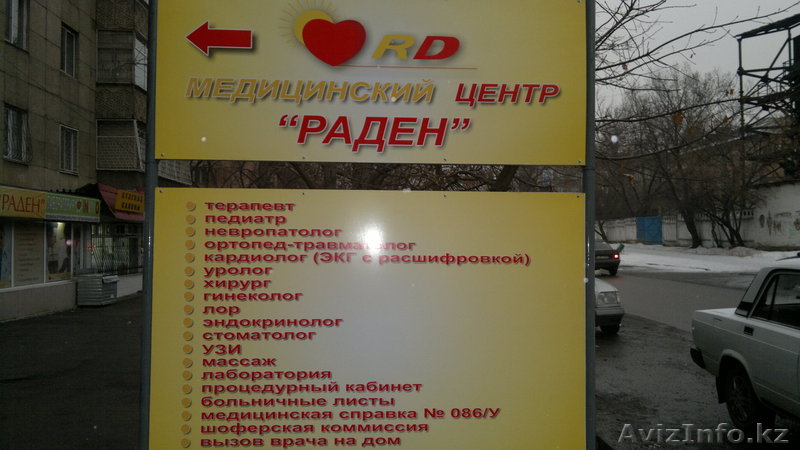 RD
МЕДИЦИНСКИЙ ЦЕНТР
"РАДЕН"
терапевт
педиатр
невропатолог
ортопед-травматолог
кардиолог (ЭКГ с расшифровкой)
уролог
хирург
гинеколог
лор
эндокринолог
стоматолог
УЗИ
массаж
лаборатория
процедурный кабинет
больничные листы
медицинская справка № 086/У
шоферская коммиссия
вызов врача на дом
"РАДЕН"
AvizInfo.kz